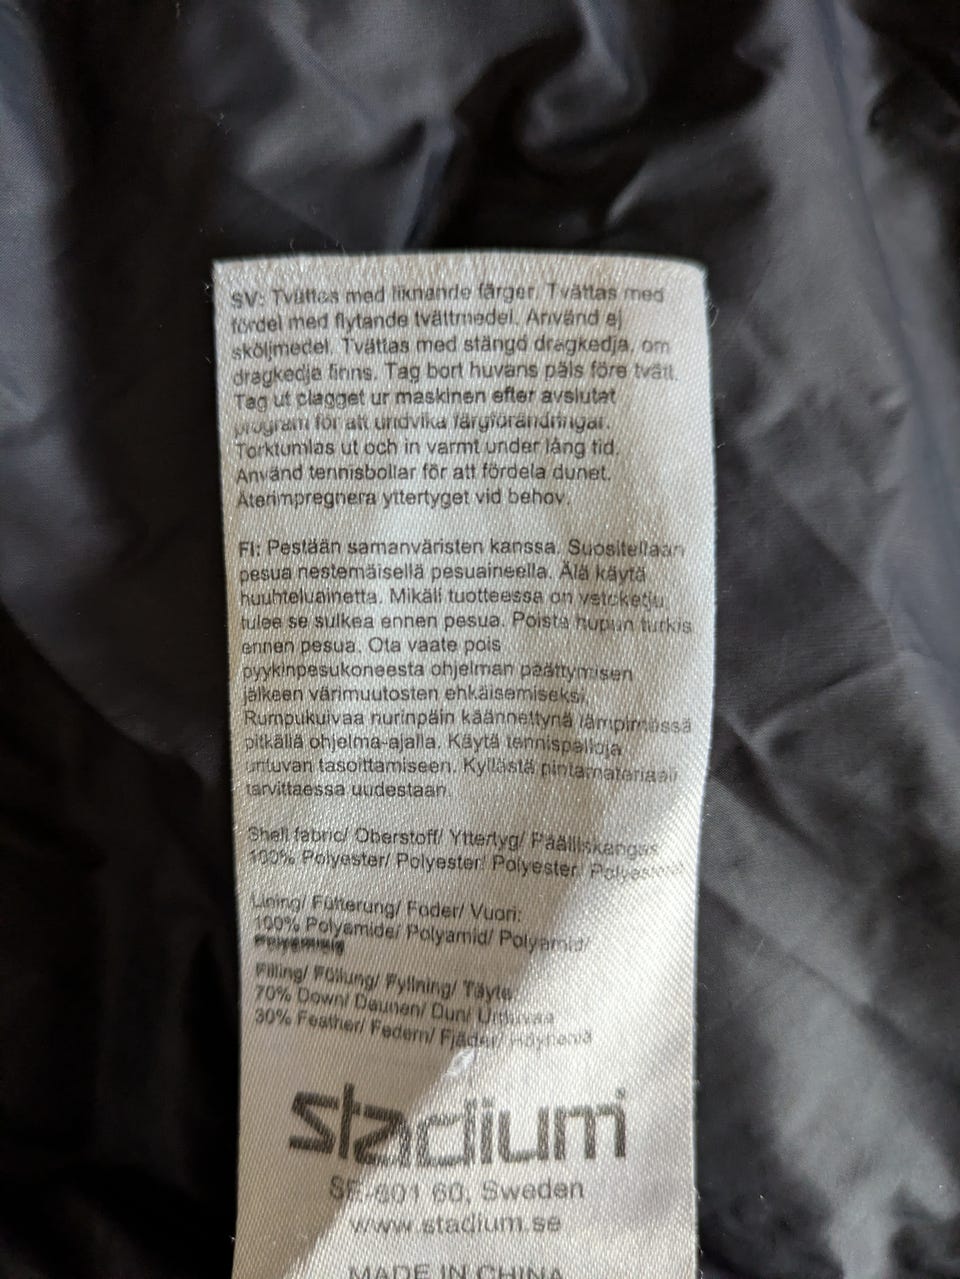 SV: Tvättas med liknande färger. Tvättas med
fördel med flytande tvättmedel. Använd ej
sköljmedel. Tvättas med stängd dragkedja, om
dragkedja finns. Tag bort huvans päls före tvätt.
Tag ut plagget ur maskinen efter avslutat
program för att undvika färgförändringar.
Torktumlas ut och in varmt under lång tid.
Använd tennisbollar för att fördela dunet.
Återimpregnera yttertyget vid behov.
FI: Pestään samanväristen kanssa. Suositellaan
pesua nestemäisellä pesuaineella. Älä käytä
huuhteluainetta. Mikäli tuotteessa on vetoketju
tulee se sulkea ennen pesua. Poista hupun turkis
ennen pesua. Ota vaate pois
pyykinpesukoneesta ohjelman päättymisen
jälkeen värimuutosten ehkäisemiseksi.
Rumpukuivaa nurinpäin käännettynä lämpimässä
pitkällä ohjelma-ajalla. Käytä tennispalloja
untuvan tasoittamiseen. Kyllästä pintamateriaali
tarvittaessa uudestaan.
Shell fabric/ Oberstoff/ Yttertyg/ Päälliskangas
100% Polyester/ Polyester/ Polyester/ Polyesteri
Lining/ Fütterung/ Foder/ Vuori:
100% Polyamide/ Polyamid/ Polyamid/
Filling/ Füllung/ Fyllning/ Täyte
70% Down/ Daunen/ Dun/ Untuvaa
30% Feather/ Federn/ Fjäder/ Höyheniä
stadium
SE-601 60, Sweden
www.stadium.se
MADE IN CHINA